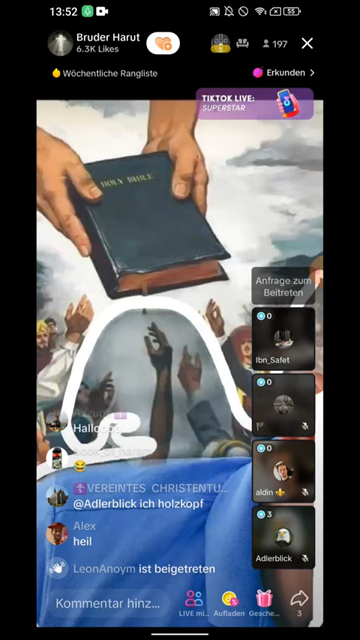 13:52
55
Bruder Harut
6.3K Likes
197
Wöchentliche Rangliste
Erkunden
TIKTOK LIVE:
SUPERSTAR
HOLY BIBLE
Anfrage zum
Beitreten
0
Ibn_Safet
0
0
aldin
3
Adlerblick
Halloo
VEREINTES CHRISTENTU...
@Adlerblick ich holzkopf
Alex
heil
LeonAnoym ist beigetreten
Kommentar hinz...
LIVE mi...
Aufladen
Gesche...
3